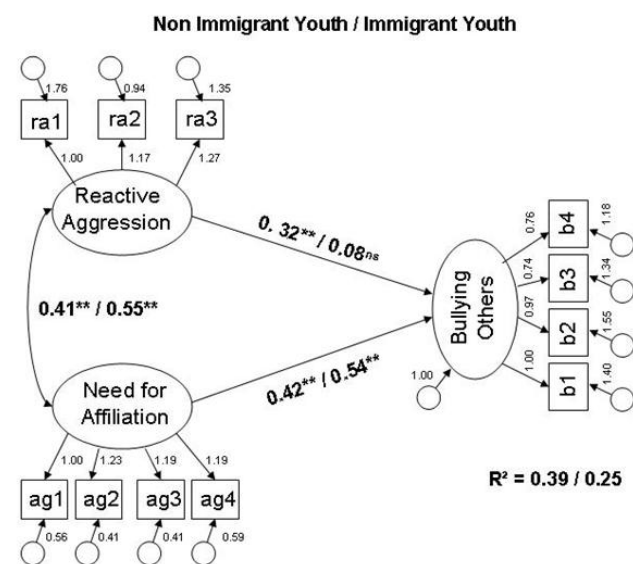 Non Immigrant Youth / Immigrant Youth
1.76 0.94 1.35
ra1 ra2 ra3
1.00 1.17 1.27
Reactive
Aggression
0. 32** / 0.08ns
0.41** / 0.55**
Need for
Affiliation
0.42** / 0.54**
1.00 1.23 1.19 1.19
ag1 ag2 ag3 ag4
0.56 0.41 0.41 0.59
Bullying
Others
1.00
0.76 b4 1.18
0.74 b3 1.34
0.97 b2 1.55
1.00 b1 1.40
R² = 0.39 / 0.25